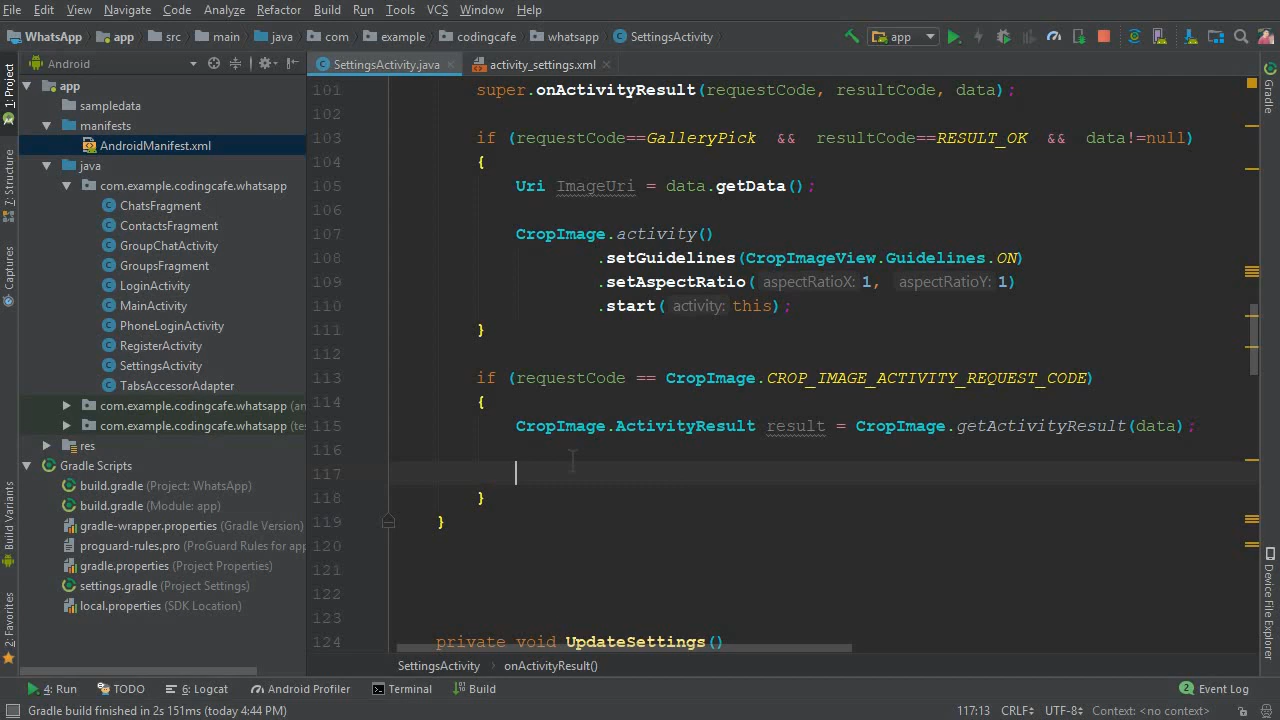 File Edit View Navigate Code Analyze Refactor Build Run Tools VCS Window Help
WhatsApp app src main java com example codingcafe whatsapp SettingsActivity app
Android
SettingsActivity.java activity_settings.xml
1: Project
7: Structure
Captures
Build Variants
2: Favorites
app
sampledata
manifests
AndroidManifest.xml
java
com.example.codingcafe.whatsapp
ChatsFragment
ContactsFragment
GroupChatActivity
GroupsFragment
LoginActivity
MainActivity
PhoneLoginActivity
RegisterActivity
SettingsActivity
TabsAccessorAdapter
com.example.codingcafe.whatsapp (an
com.example.codingcafe.whatsapp (te
res
Gradle Scripts
build.gradle (Project: WhatsApp)
build.gradle (Module: app)
gradle-wrapper.properties (Gradle Version)
proguard-rules.pro (ProGuard Rules for app
gradle.properties (Project Properties)
settings.gradle (Project Settings)
local.properties (SDK Location)
101 super.onActivityResult(requestCode, resultCode, data);
102
103 if (requestCode==GalleryPick && resultCode==RESULT_OK && data!=null)
104 {
105 Uri ImageUri = data.getData();
106
107 CropImage.activity()
108 .setGuidelines(CropImageView.Guidelines.ON)
109 .setAspectRatio( aspectRatioX: 1, aspectRatioY: 1)
110 .start( activity: this);
111 }
112
113 if (requestCode == CropImage.CROP_IMAGE_ACTIVITY_REQUEST_CODE)
114 {
115 CropImage.ActivityResult result = CropImage.getActivityResult(data);
116
117
118 }
119 }
120
121
122
123
124 private void UpdateSettings()
SettingsActivity › onActivityResult()
Gradle
Device File Explorer
4: Run TODO 6: Logcat Android Profiler Terminal Build Event Log
Gradle build finished in 2s 151ms (today 4:44 PM) 117:13 CRLF UTF-8 Context: <no context>